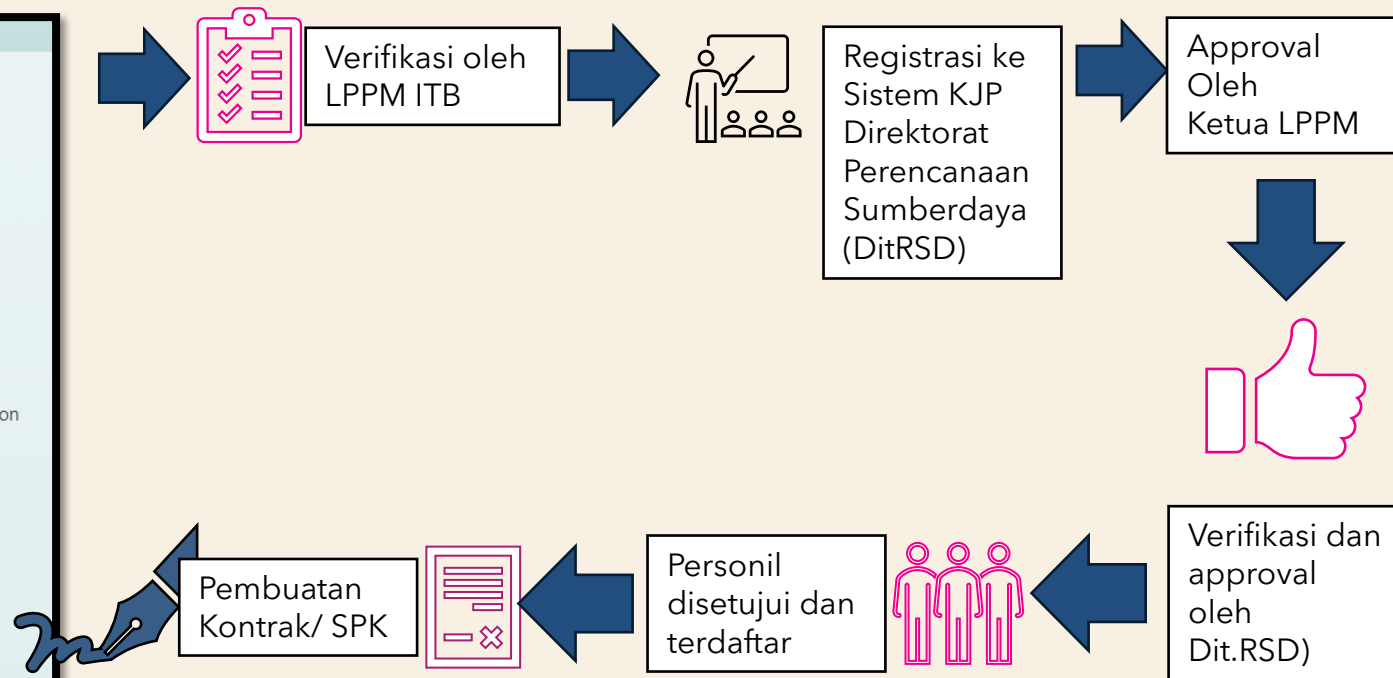 Verifikasi oleh
LPPM ITB
Registrasi ke
Sistem KJP
Direktorat
Perencanaan
Sumberdaya
(DitRSD)
Approval
Oleh
Ketua LPPM
on
Verifikasi dan
approval
oleh
Dit.RSD)
Personil
disetujui dan
terdaftar
Pembuatan
Kontrak/ SPK